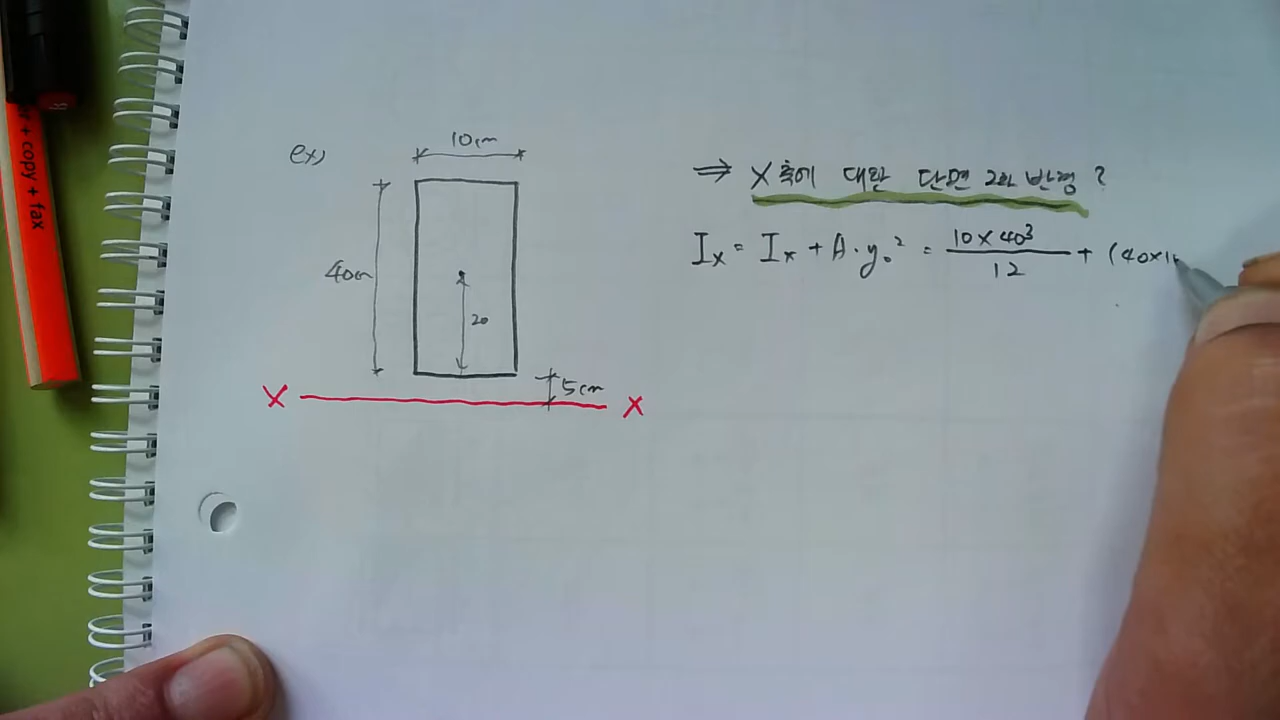 r + copy + fax
ex)
10cm
40cm
20
5cm
X X
⇒ X축에 대한 단면 2차 반경 ?
Ix = Ix + A·y₀² = 10×40³/12 + (40×1